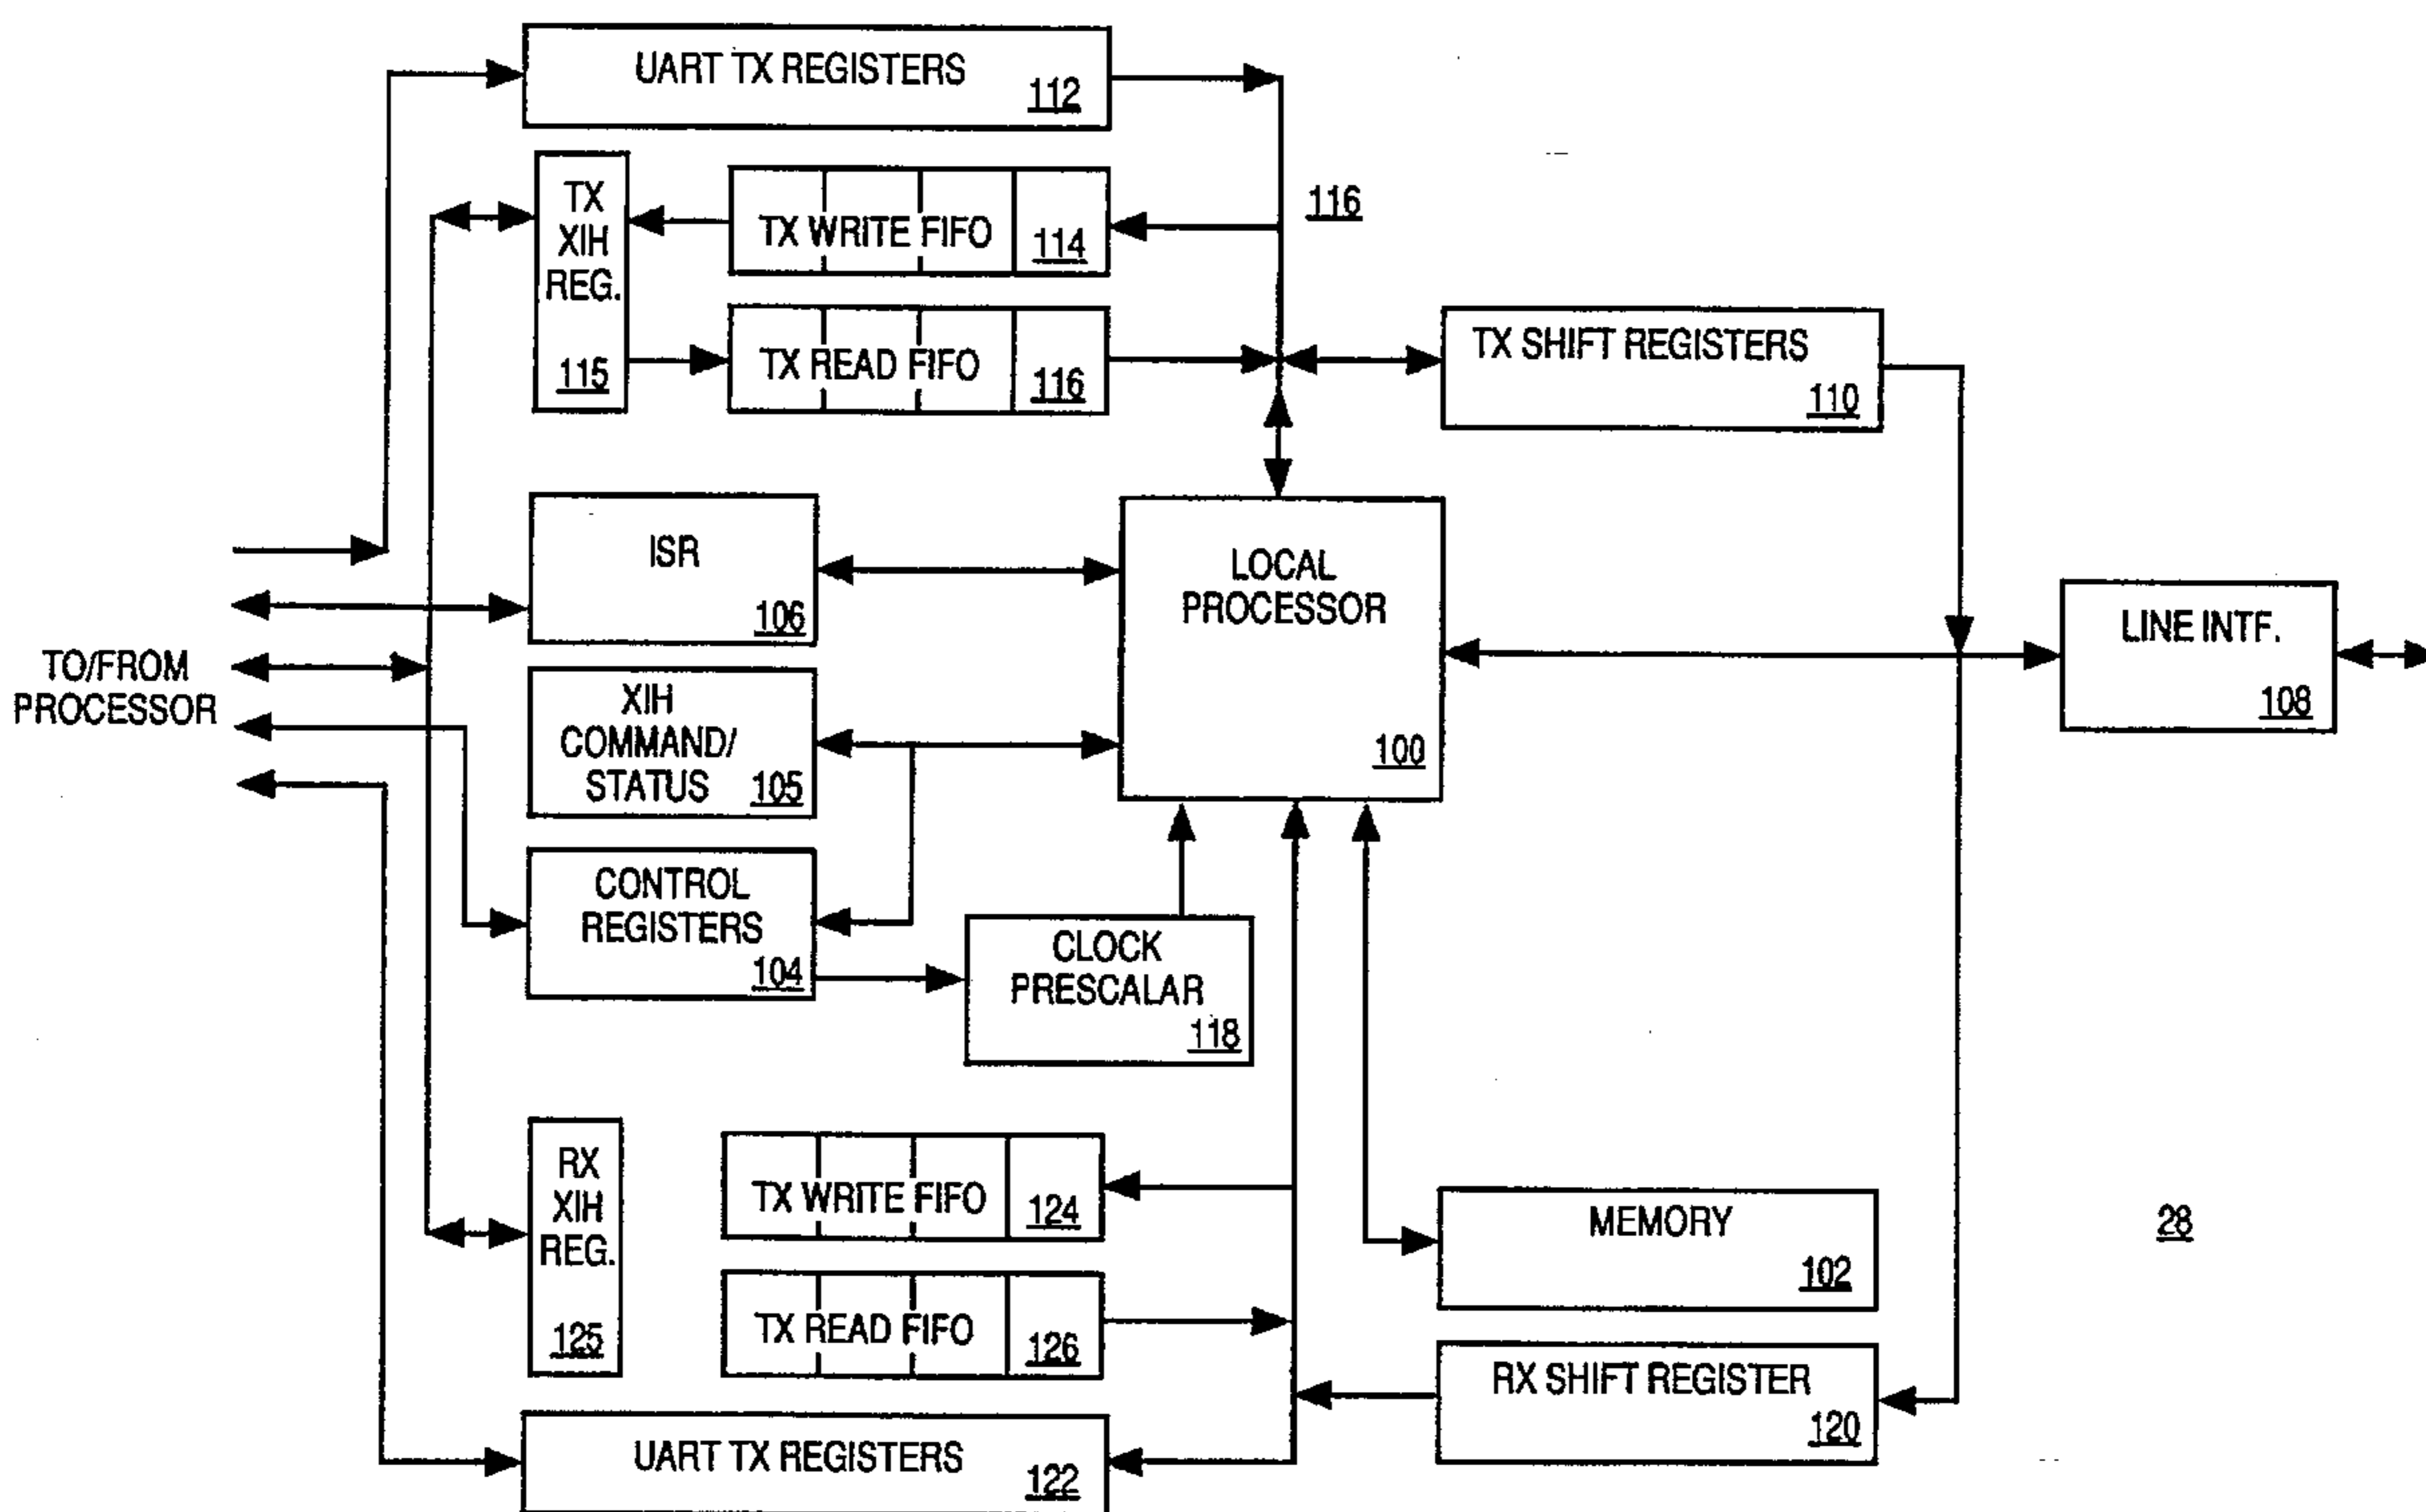 UART TX REGISTERS
112
TX
XIH
REG.
115
TX WRITE FIFO
114
116
TX READ FIFO
116
TX SHIFT REGISTERS
110
ISR
106
LOCAL
PROCESSOR
100
LINE INTF.
108
TO/FROM
PROCESSOR
XIH
COMMAND/
STATUS
105
CONTROL
REGISTERS
104
CLOCK
PRESCALAR
118
RX
XIH
REG.
125
TX WRITE FIFO
124
TX READ FIFO
126
MEMORY
102
28
RX SHIFT REGISTER
120
UART TX REGISTERS
122